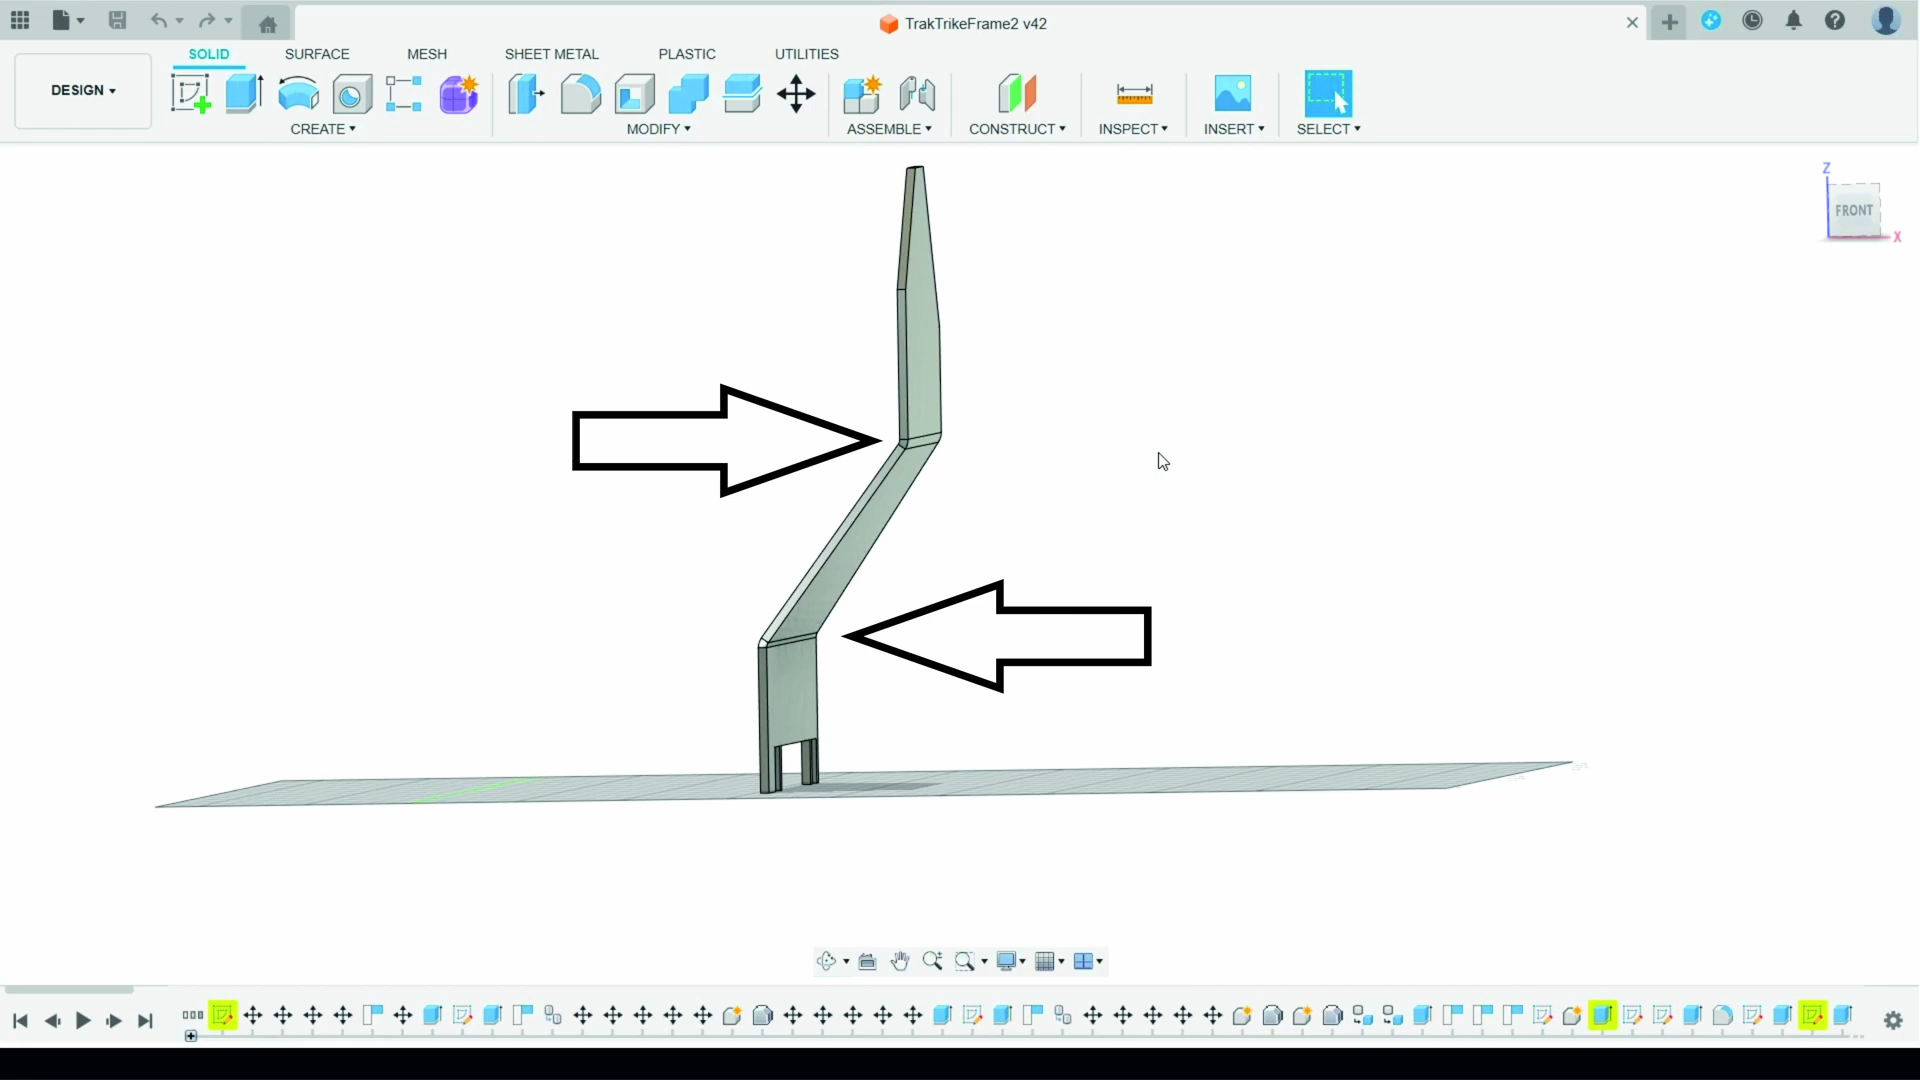 TrakTrikeFrame2 v42
SOLID SURFACE MESH SHEET METAL PLASTIC UTILITIES
DESIGN
CREATE MODIFY ASSEMBLE CONSTRUCT INSPECT INSERT SELECT
Z
FRONT
X